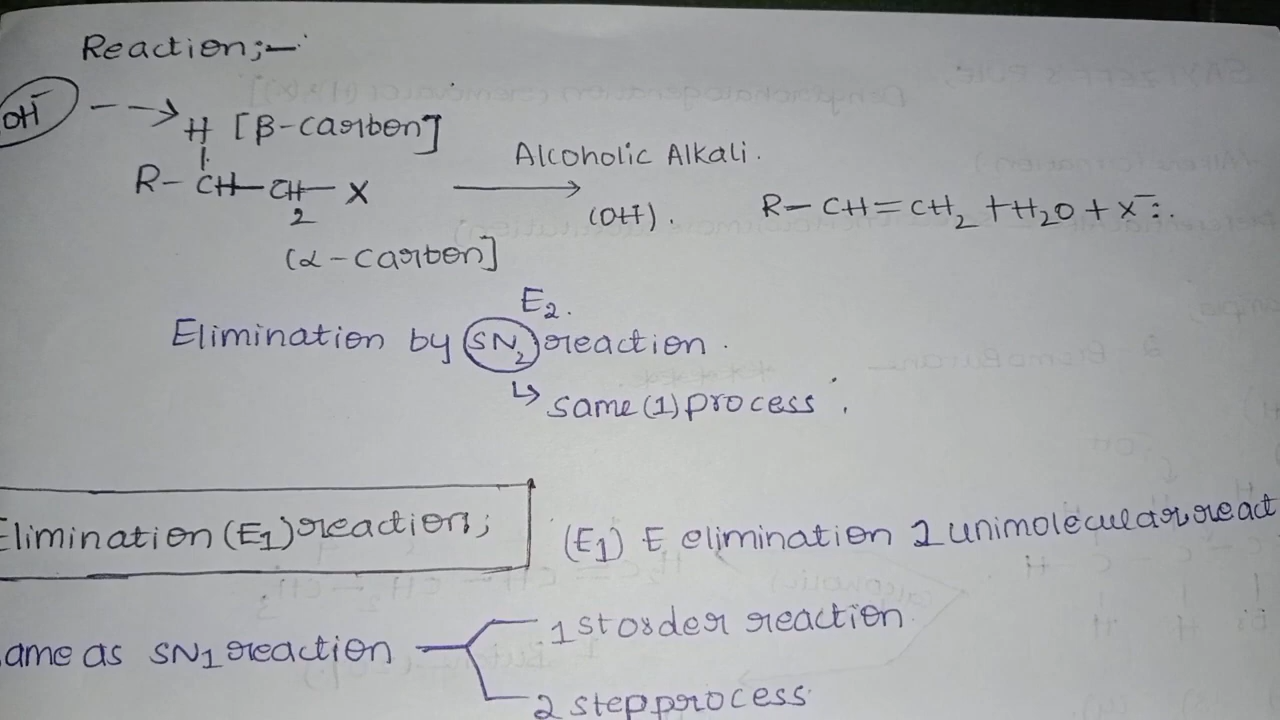 Reaction;-
OH⁻ --> H [β-carbon]
R-CH-CH2-X Alcoholic Alkali. (OH). R-CH=CH2+H2O+X⁻:.
(α-carbon]
E2.
Elimination by SN2 reaction.
↳ same(1)process.
Elimination(E1)reaction; (E1) E elimination 1 unimolecular react
same as SN1 reaction 1st order reaction
2 step process